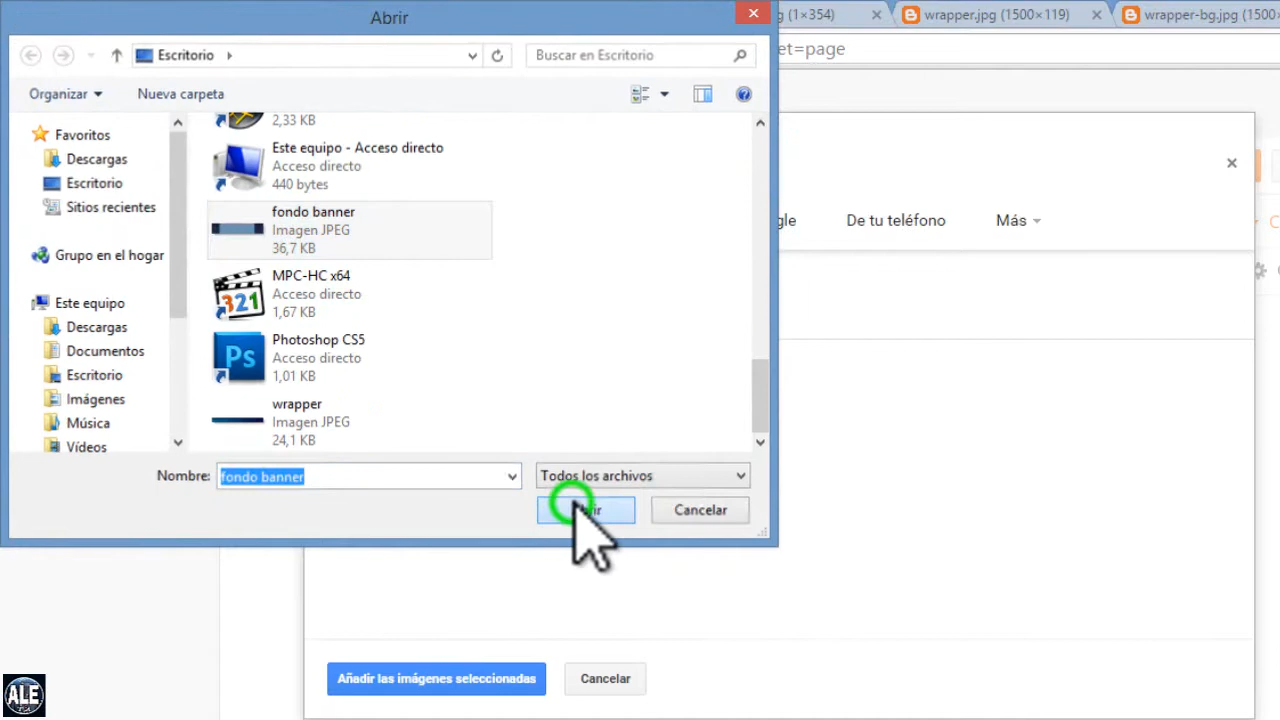 Abrir
g (1×354)
wrapper.jpg (1500×119)
wrapper-bg.jpg (1500×
Escritorio
Buscar en Escritorio
et=page
Organizar
Nueva carpeta
Favoritos
Descargas
Escritorio
Sitios recientes
Grupo en el hogar
Este equipo
Descargas
Documentos
Escritorio
Imágenes
Música
Vídeos
2,33 KB
Este equipo - Acceso directo
Acceso directo
440 bytes
fondo banner
Imagen JPEG
36,7 KB
MPC-HC x64
Acceso directo
1,67 KB
321
Photoshop CS5
Acceso directo
1,01 KB
Ps
wrapper
Imagen JPEG
24,1 KB
gle
De tu teléfono
Más
Nombre:
fondo banner
Todos los archivos
Cancelar
Añadir las imágenes seleccionadas
Cancelar
ALE